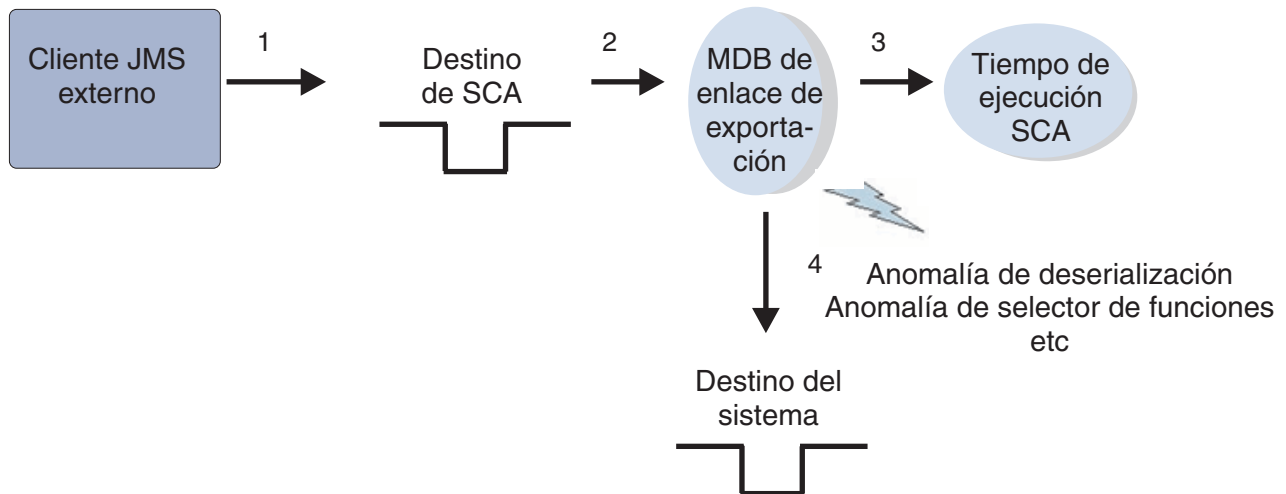 Cliente JMS
externo
1
Destino
de SCA
2
MDB de
enlace de
exporta-
ción
3
Tiempo de
ejecución
SCA
4
Anomalía de deserialización
Anomalía de selector de funciones
etc
Destino del
sistema